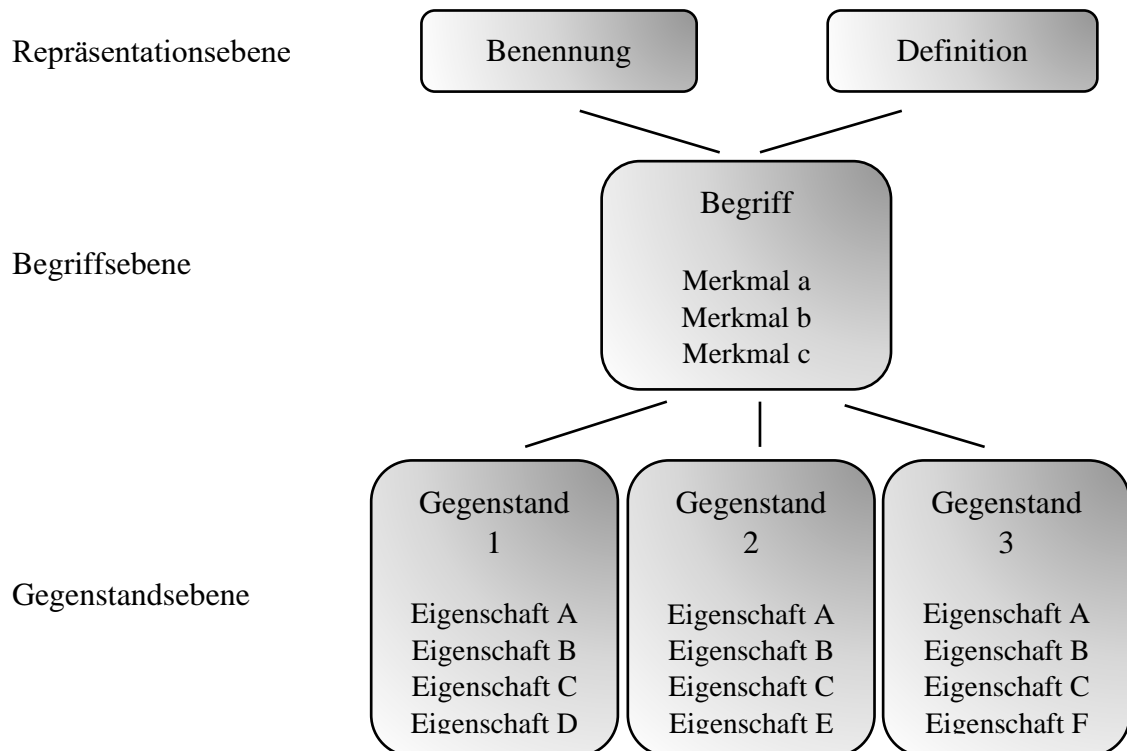 Repräsentationsebene
Benennung
Definition
Begriffsebene
Begriff
Merkmal a
Merkmal b
Merkmal c
Gegenstandsebene
Gegenstand
1
Eigenschaft A
Eigenschaft B
Eigenschaft C
Eigenschaft D
Gegenstand
2
Eigenschaft A
Eigenschaft B
Eigenschaft C
Eigenschaft E
Gegenstand
3
Eigenschaft A
Eigenschaft B
Eigenschaft C
Eigenschaft F